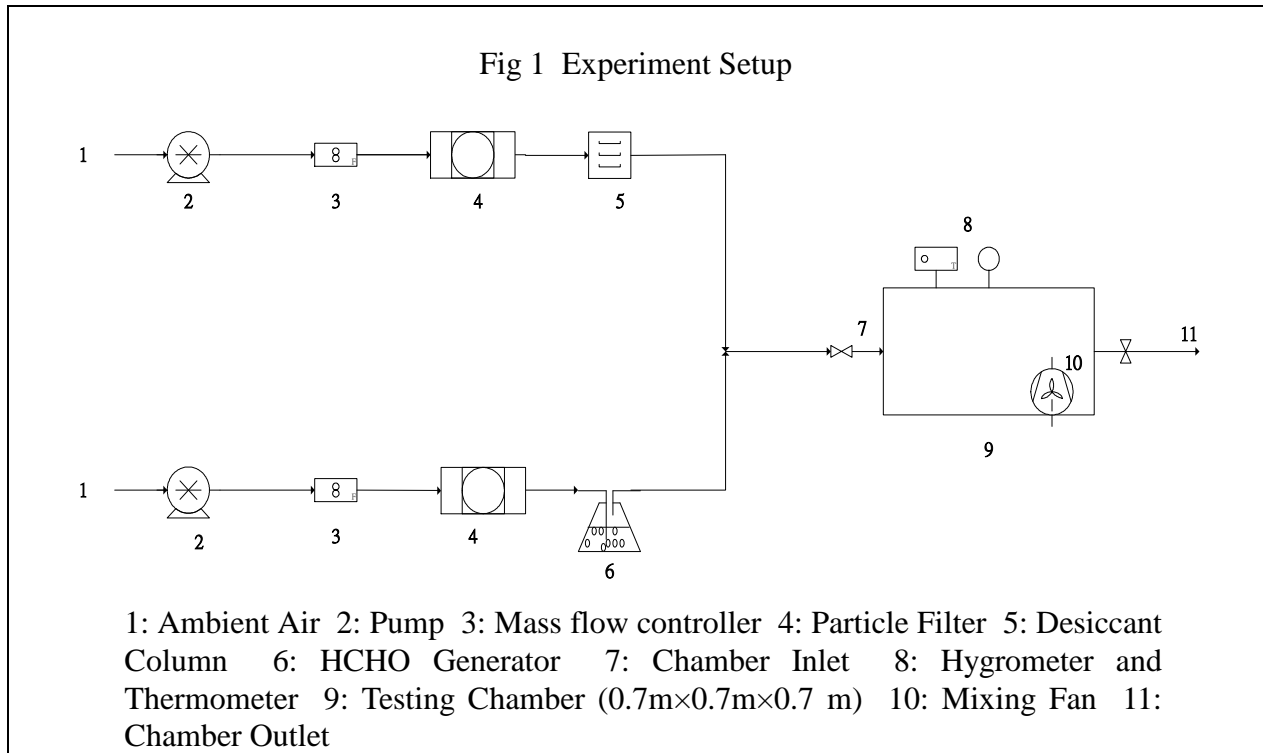 Fig 1 Experiment Setup
1
2
8
F
3
4
5
8
T
7
11
10
9
1
2
8
F
3
4
6
1: Ambient Air 2: Pump 3: Mass flow controller 4: Particle Filter 5: Desiccant
Column 6: HCHO Generator 7: Chamber Inlet 8: Hygrometer and
Thermometer 9: Testing Chamber (0.7m×0.7m×0.7 m) 10: Mixing Fan 11:
Chamber Outlet